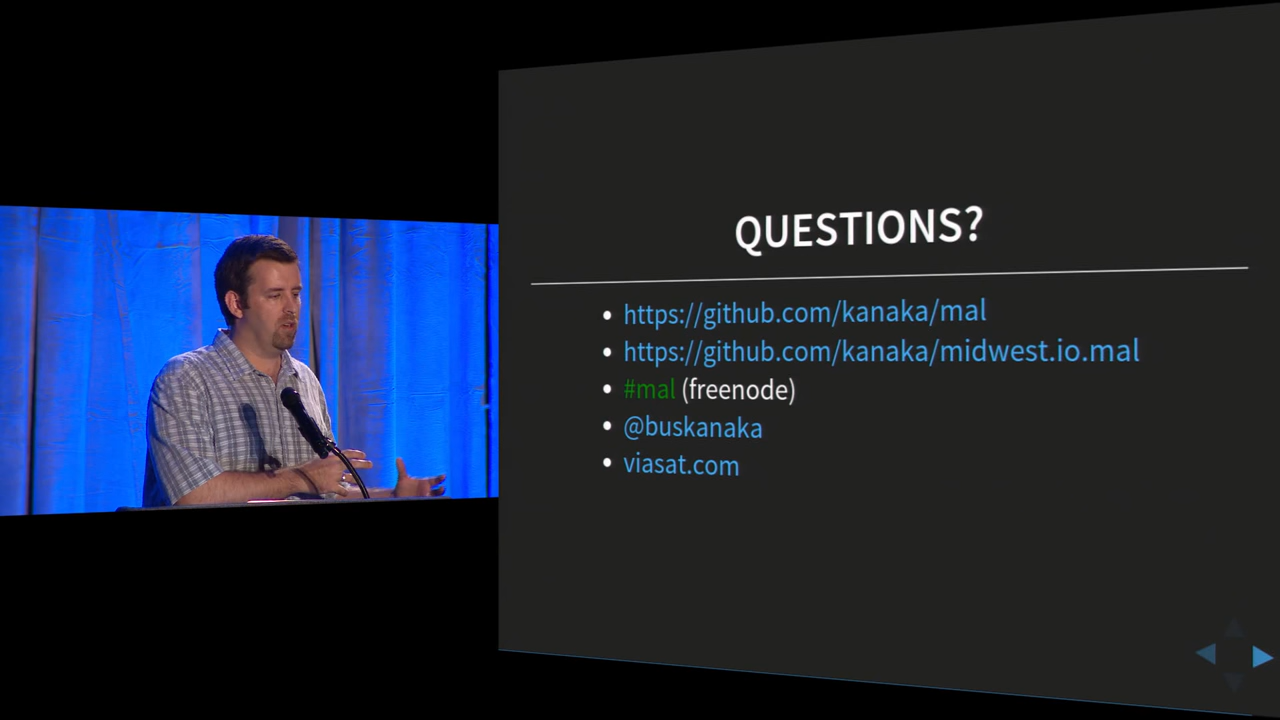 QUESTIONS?
https://github.com/kanaka/mal
https://github.com/kanaka/midwest.io.mal
#mal (freenode)
@buskanaka
viasat.com